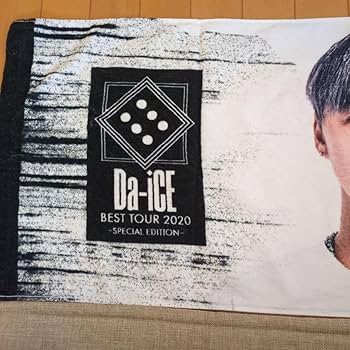 Da-iCE
BEST TOUR 2020
-SPECIAL EDITION-